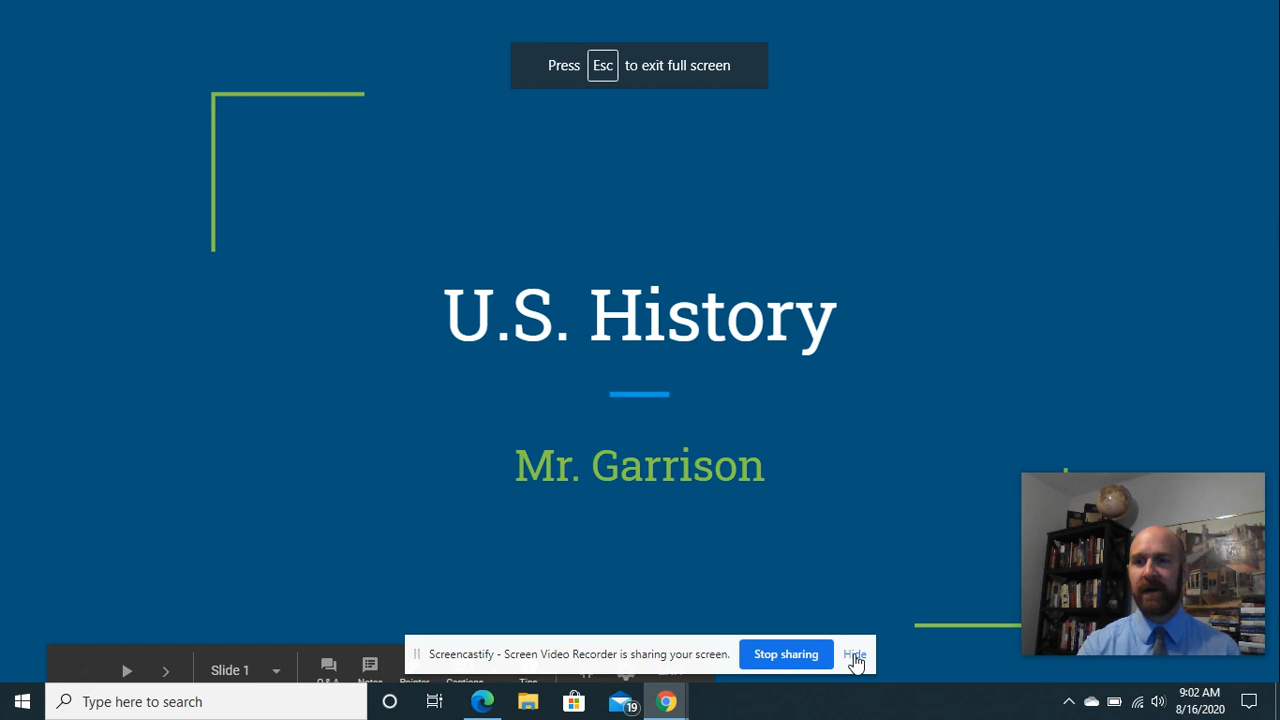 Press Esc to exit full screen
U.S. History
Mr. Garrison
Screencastify - Screen Video Recorder is sharing your screen. Stop sharing Hide
Slide 1
Type here to search
19
9:02 AM
8/16/2020